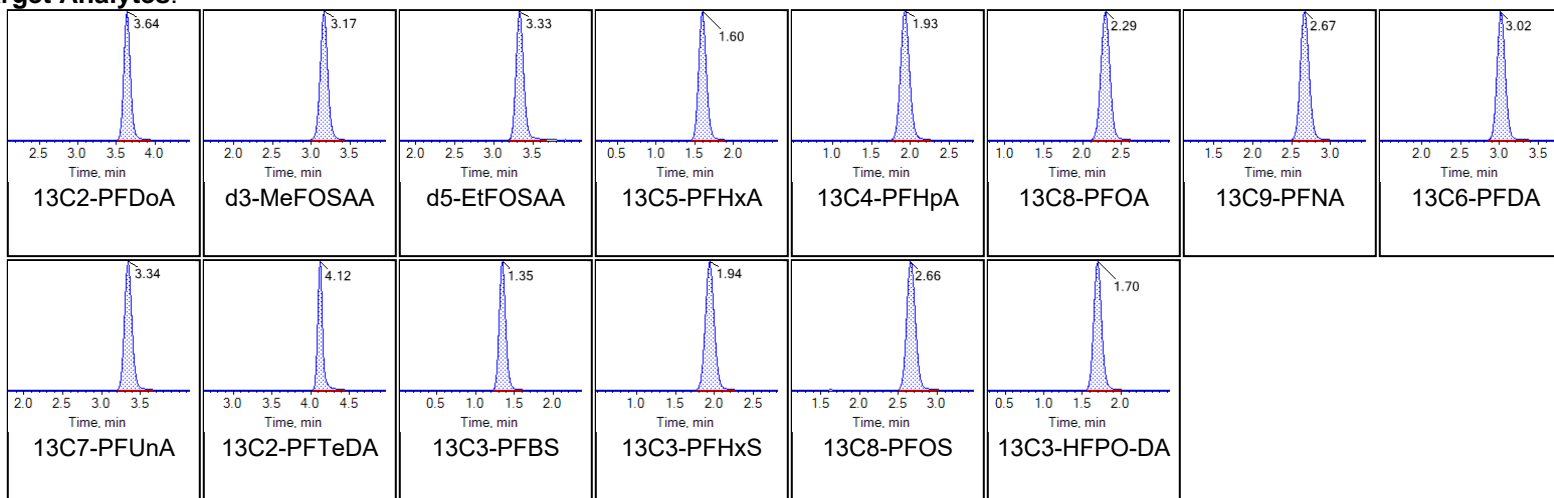 rget Analytes:
3.64 3.17 3.33 1.60 1.93 2.29 2.67 3.02
2.5 3.0 3.5 4.0 2.0 2.5 3.0 3.5 2.0 2.5 3.0 3.5 0.5 1.0 1.5 2.0 1.0 1.5 2.0 2.5 1.0 1.5 2.0 2.5 1.5 2.0 2.5 3.0 2.0 2.5 3.0 3.5
Time, min Time, min Time, min Time, min Time, min Time, min Time, min Time, min
13C2-PFDoA d3-MeFOSAA d5-EtFOSAA 13C5-PFHxA 13C4-PFHpA 13C8-PFOA 13C9-PFNA 13C6-PFDA
3.34 4.12 1.35 1.94 2.66 1.70
2.0 2.5 3.0 3.5 3.0 3.5 4.0 4.5 0.5 1.0 1.5 2.0 1.0 1.5 2.0 2.5 1.5 2.0 2.5 3.0 0.5 1.0 1.5 2.0
Time, min Time, min Time, min Time, min Time, min Time, min
13C7-PFUnA 13C2-PFTeDA 13C3-PFBS 13C3-PFHxS 13C8-PFOS 13C3-HFPO-DA